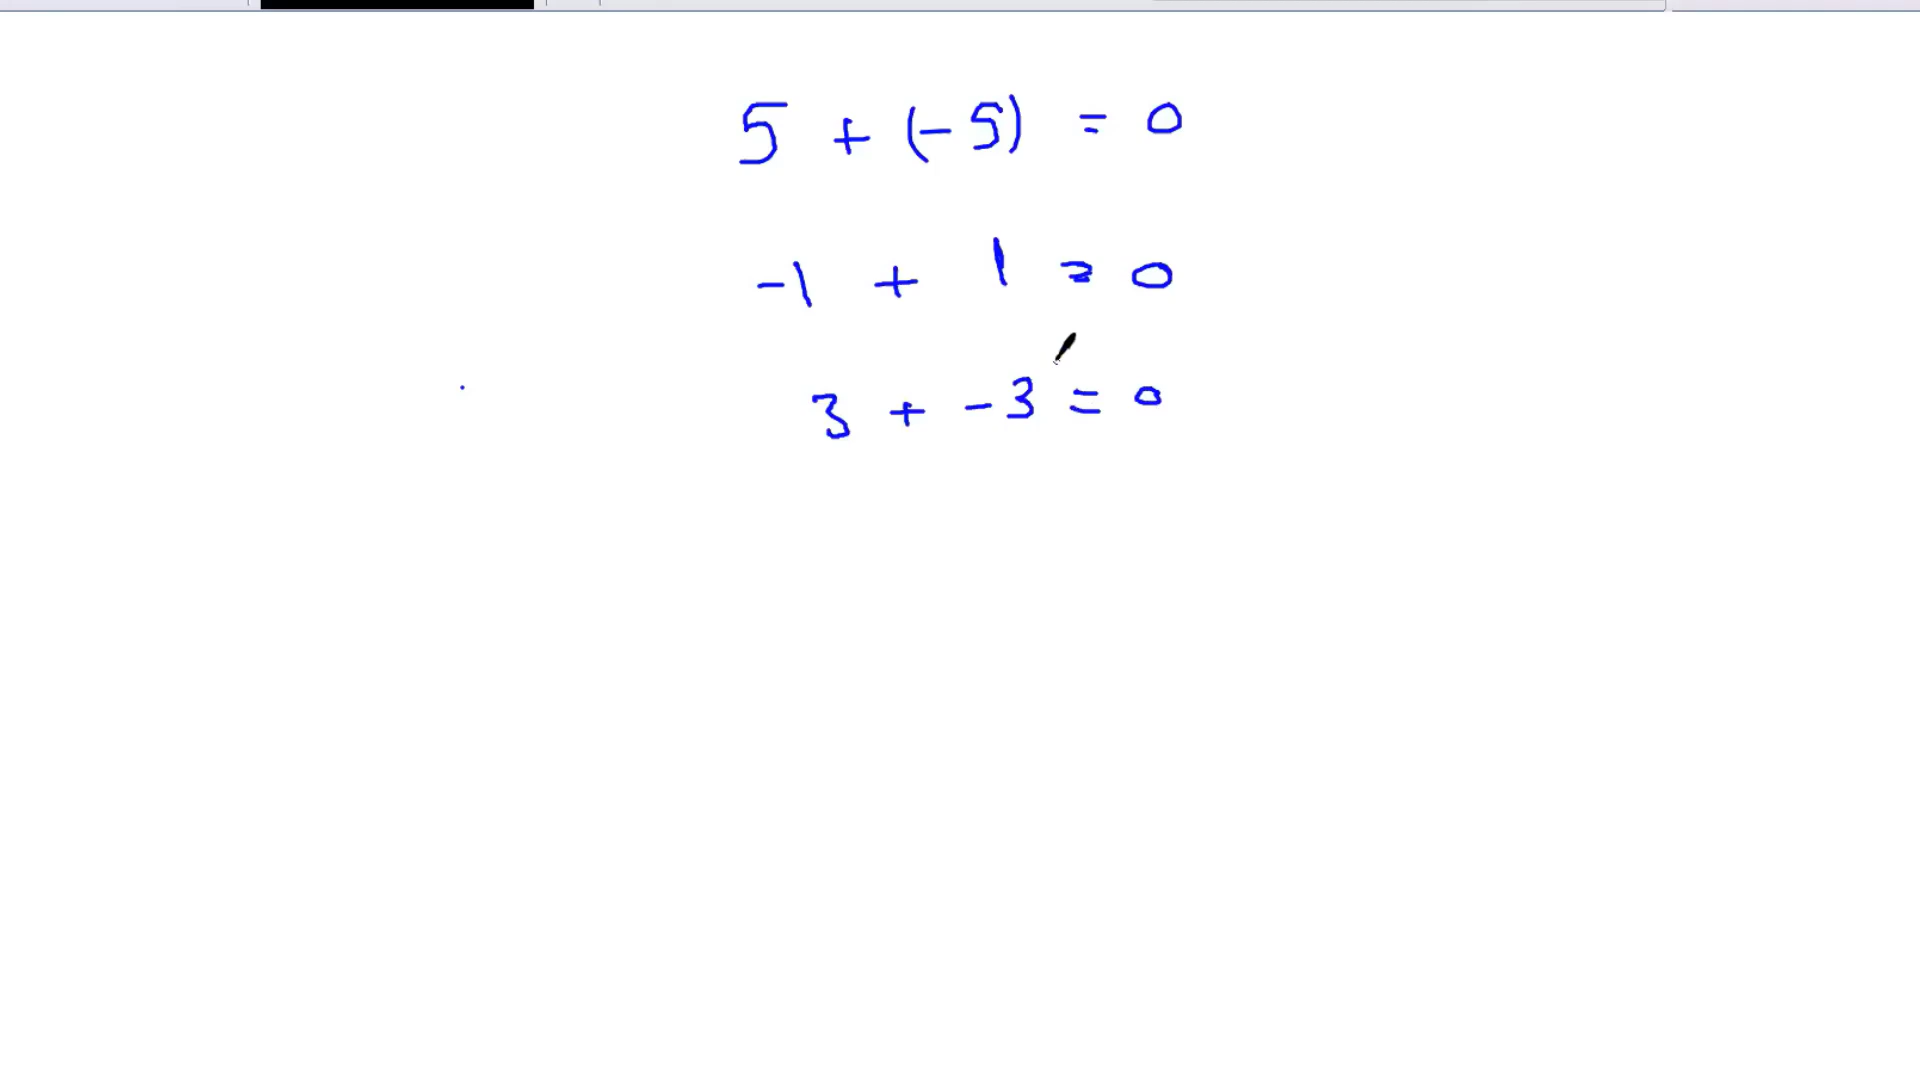 5 + (-5) = 0
-1 + 1 = 0
3 + -3 = 0